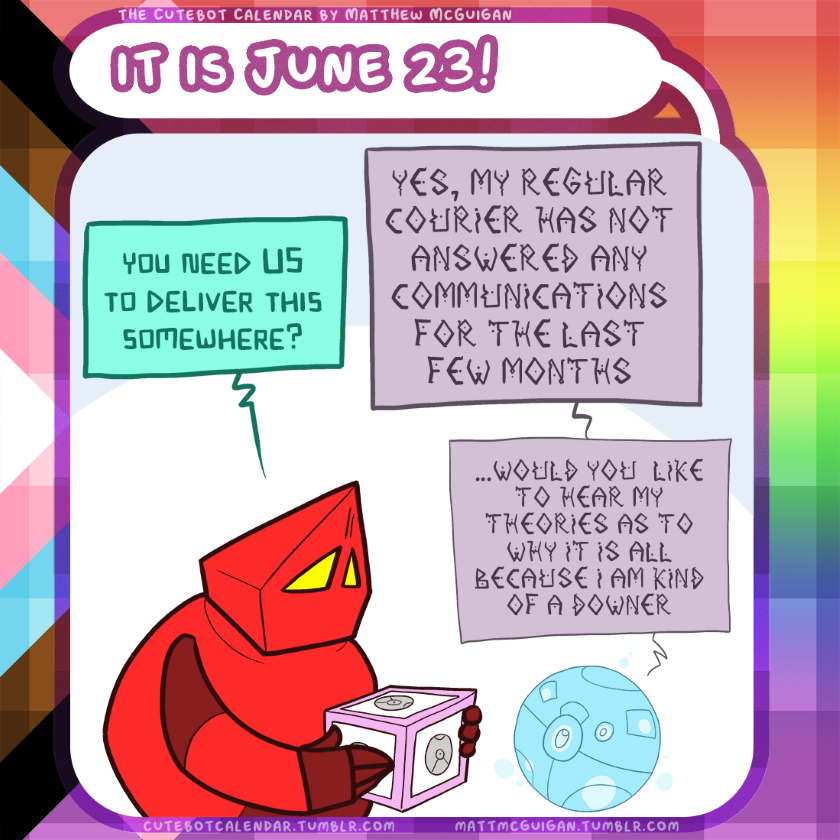 THE CUTEBOT CALENDAR BY MATTHEW MCGUIGAN
IT IS JUNE 23!
YOU NEED US
TO DELIVER THIS
SOMEWHERE?
YES, MY REGULAR
COURIER HAS NOT
ANSWERED ANY
COMMUNICATIONS
FOR THE LAST
FEW MONTHS
...WOULD YOU LIKE
TO HEAR MY
THEORIES AS TO
WHY IT IS ALL
BECAUSE I AM KIND
OF A DOWNER
CUTEBOTCALENDAR.TUMBLR.COM
MATTMCGUIGAN.TUMBLR.COM